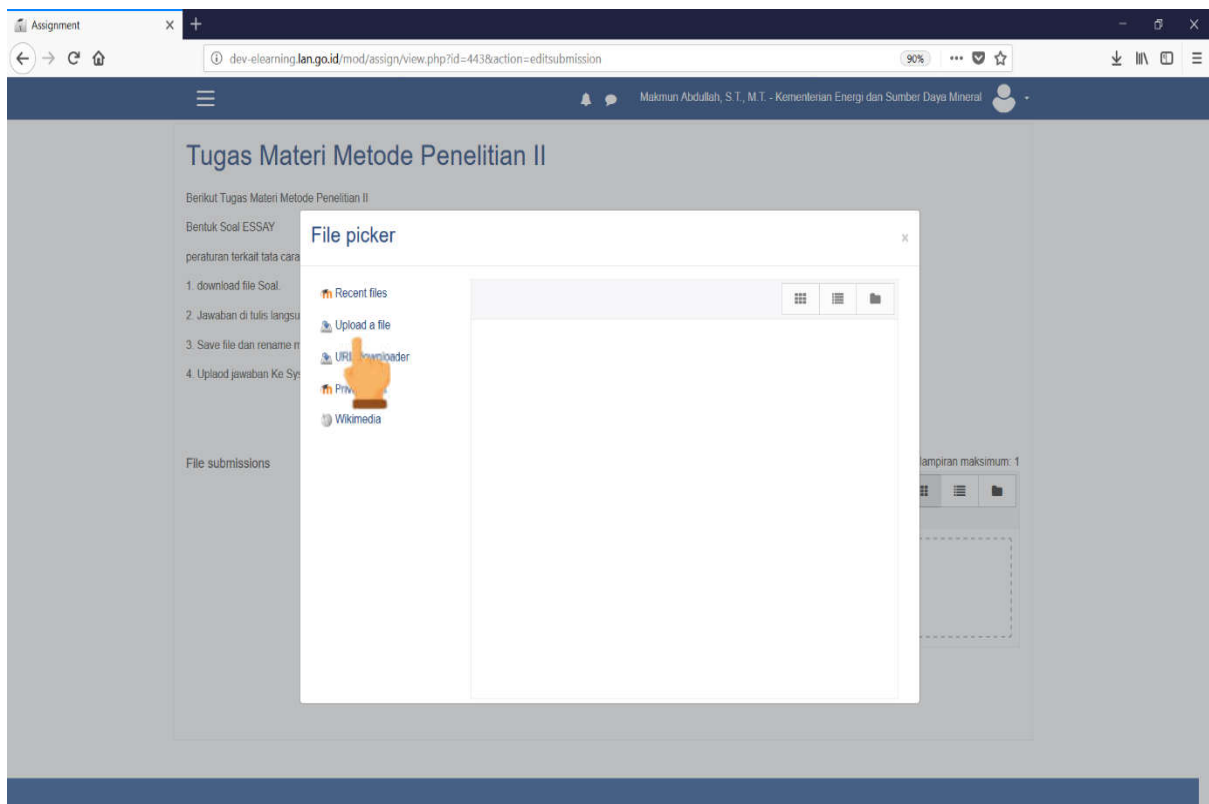 Assignment
dev-elearning.lan.go.id/mod/assign/view.php?id=443&action=editsubmission
90%
Makmun Abdullah, S.T., M.T. - Kementerian Energi dan Sumber Daya Mineral
Tugas Materi Metode Penelitian II
Berikut Tugas Materi Metode Penelitian II
Bentuk Soal ESSAY
peraturan terkait tata cara
1. download file Soal.
2. Jawaban di tulis langsu
3. Save file dan rename m
4. Uplaod jawaban Ke Sys
File picker
x
Recent files
Upload a file
URL downloader
Wikimedia
File submissions
lampiran maksimum: 1